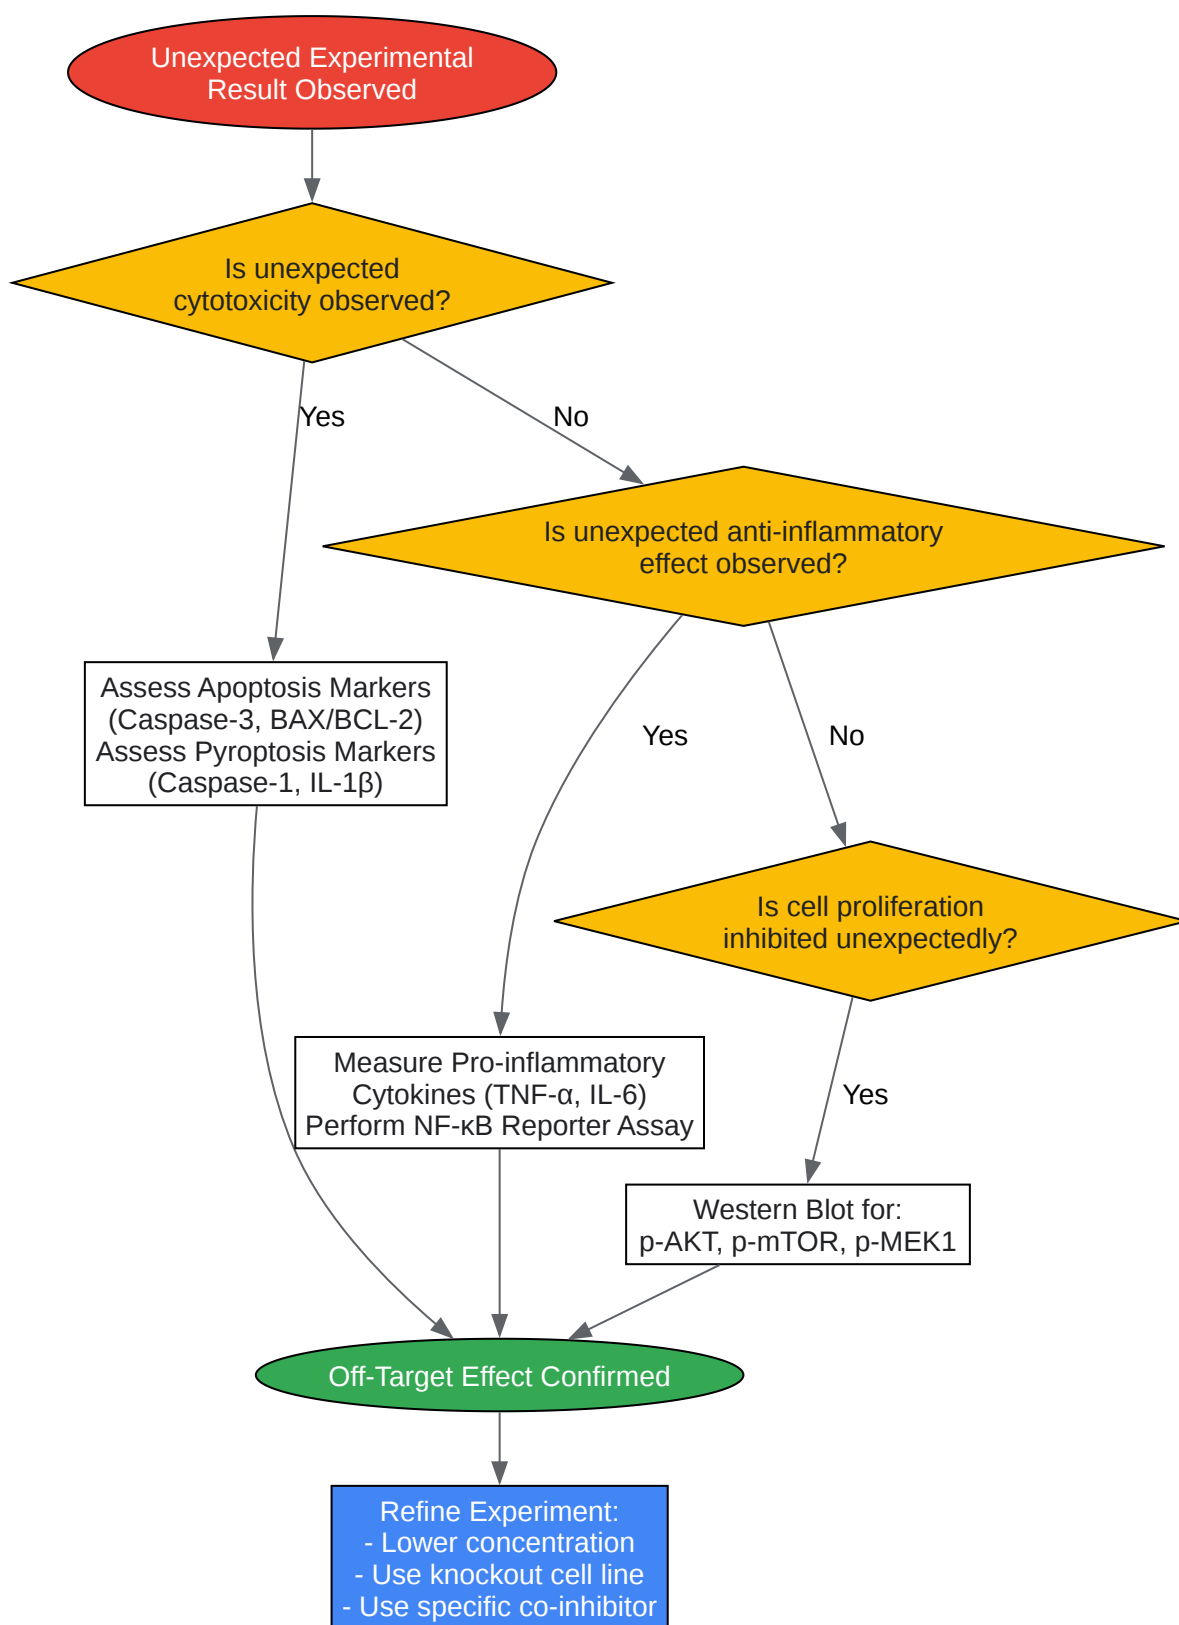 Unexpected Experimental
Result Observed
Is unexpected
cytotoxicity observed?
Yes
No
Is unexpected anti-inflammatory
effect observed?
Assess Apoptosis Markers
(Caspase-3, BAX/BCL-2)
Assess Pyroptosis Markers
(Caspase-1, IL-1β)
Yes
No
Is cell proliferation
inhibited unexpectedly?
Measure Pro-inflammatory
Cytokines (TNF-α, IL-6)
Perform NF-κB Reporter Assay
Yes
Western Blot for:
p-AKT, p-mTOR, p-MEK1
Off-Target Effect Confirmed
Refine Experiment:
- Lower concentration
- Use knockout cell line
- Use specific co-inhibitor